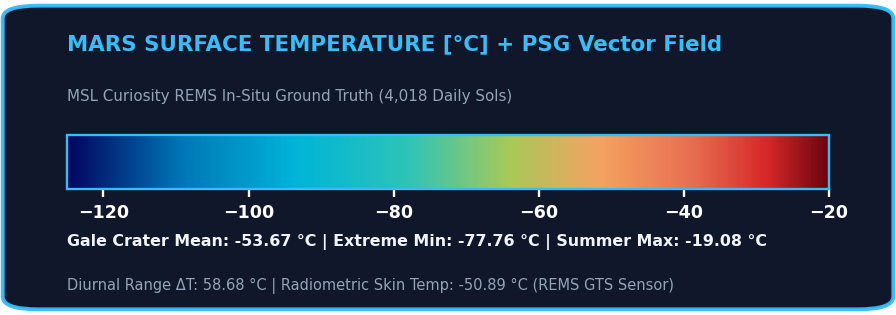 MARS SURFACE TEMPERATURE [°C] + PSG Vector Field
MSL Curiosity REMS In-Situ Ground Truth (4,018 Daily Sols)
−120 −100 −80 −60 −40 −20
Gale Crater Mean: -53.67 °C | Extreme Min: -77.76 °C | Summer Max: -19.08 °C
Diurnal Range ΔT: 58.68 °C | Radiometric Skin Temp: -50.89 °C (REMS GTS Sensor)